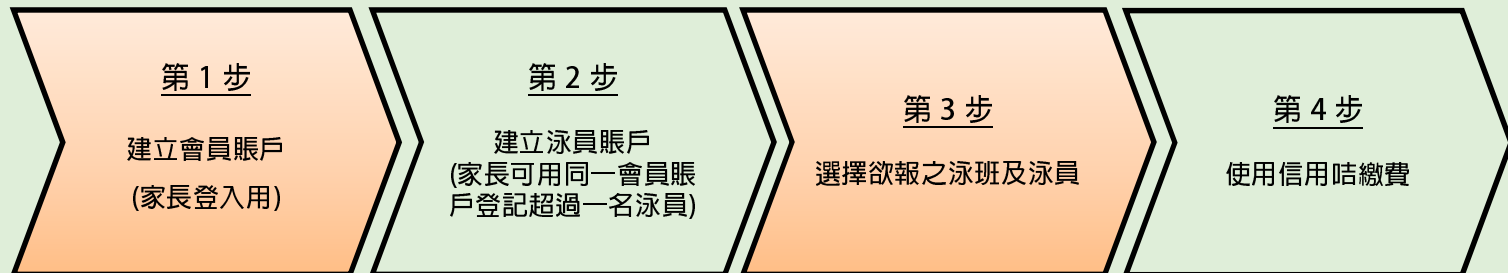 第 1 步
建立會員賬戶
(家長登入用)
第 2 步
建立泳員賬戶
(家長可用同一會員賬
戶登記超過一名泳員)
第 3 步
選擇欲報之泳班及泳員
第 4 步
使用信用咭繳費